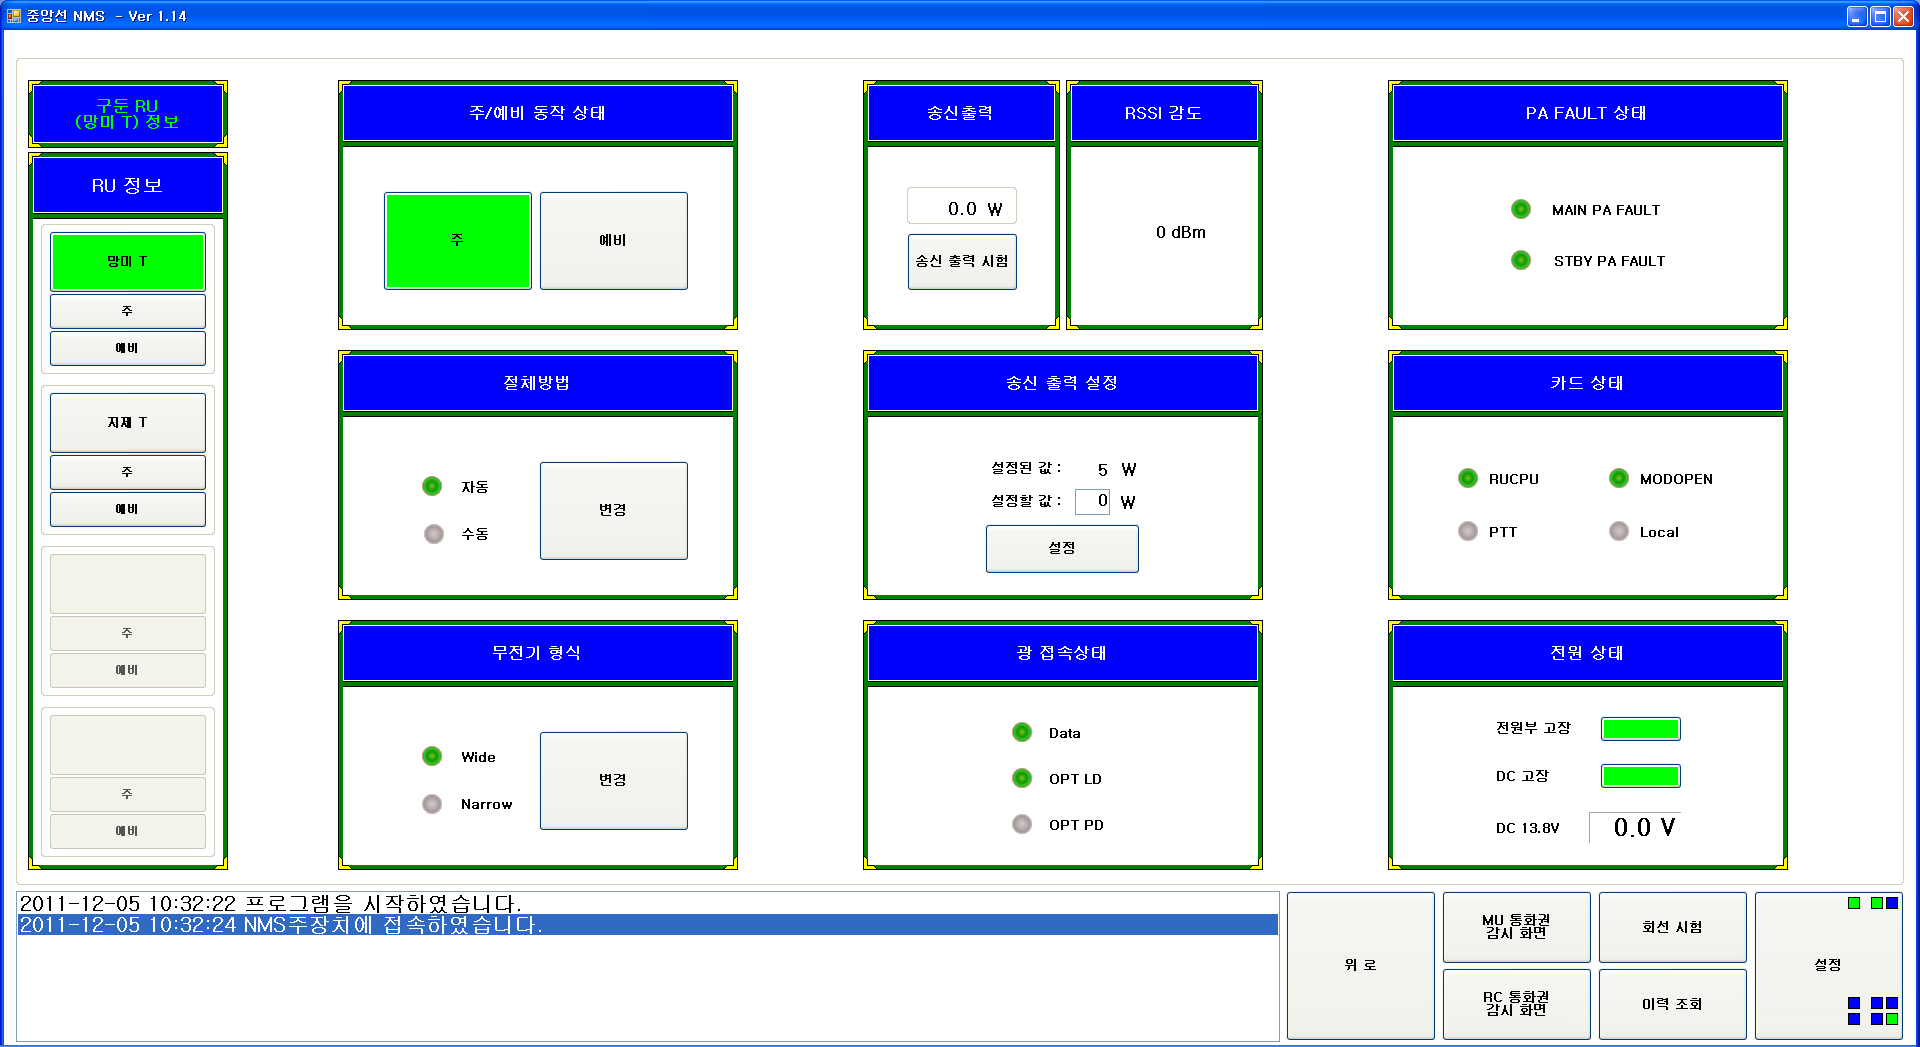 중앙선 NMS - Ver 1.14
구둔 RU
(망미 T) 정보
RU 정보
망미 T
주
예비
지제 T
주
예비
주
예비
주
예비
주/예비 동작 상태
주
예비
송신출력
0.0 W
송신 출력 시험
RSSI 감도
0 dBm
PA FAULT 상태
MAIN PA FAULT
STBY PA FAULT
절체방법
자동
수동
변경
송신 출력 설정
설정된 값 : 5 W
설정할 값 : 0 W
설정
카드 상태
RUCPU
MODOPEN
PTT
Local
무전기 형식
Wide
Narrow
변경
광 접속상태
Data
OPT LD
OPT PD
전원 상태
전원부 고장
DC 고장
DC 13.8V 0.0 V
2011-12-05 10:32:22 프로그램을 시작하였습니다.
2011-12-05 10:32:24 NMS주장치에 접속하였습니다.
위 로
MU 통화권
감시 화면
RC 통화권
감시 화면
회선 시험
이력 조회
설정